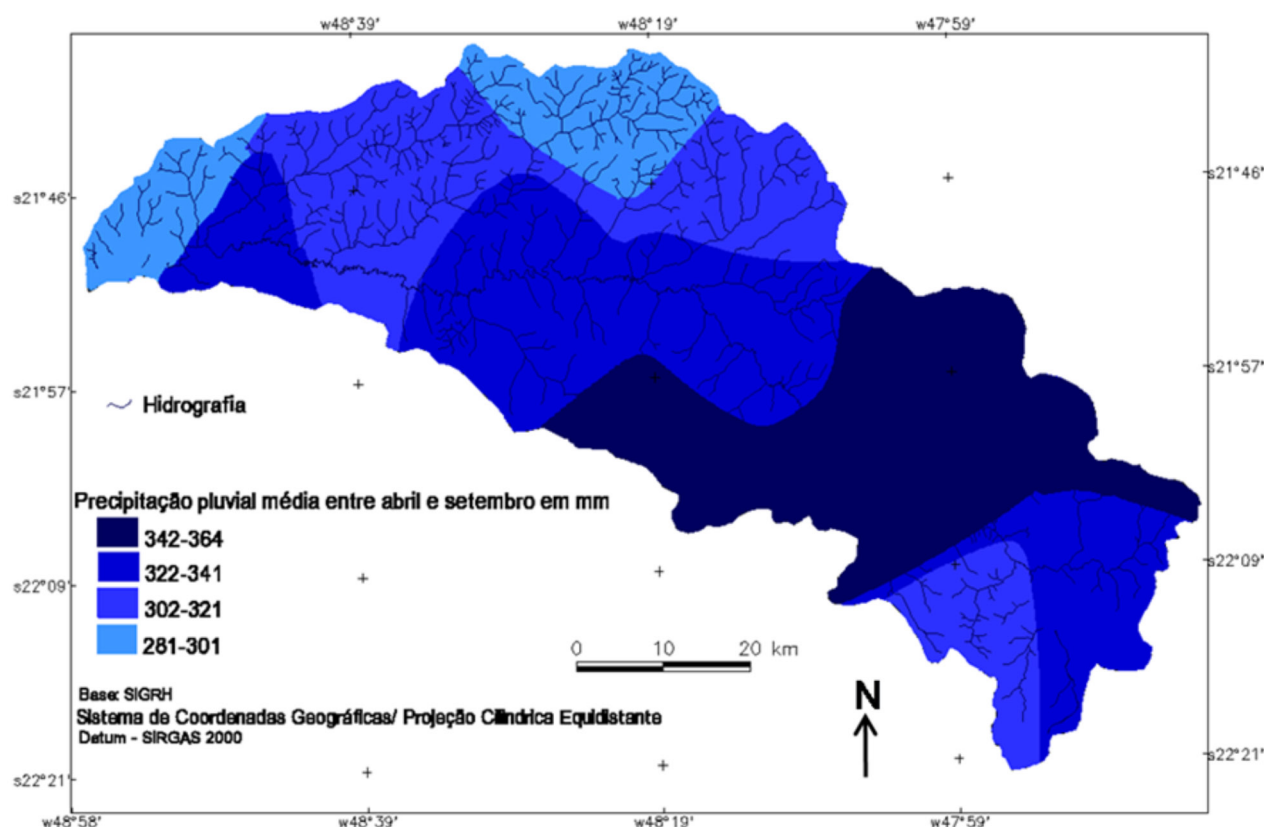 w48°39' w48°19' w47°59'
s21°46' s21°46'
s21°57' s21°57'
Hidrografia
Precipitação pluvial média entre abril e setembro em mm
342-364
322-341
302-321
281-301
s22°09' s22°09'
0 10 20 km
N
Base: SIGRH
Sistema de Coordenadas Geográficas/ Projeção Cilíndrica Equidistante
Datum - SIRGAS 2000
s22°21' s22°21'
w48°58' w48°39' w48°19' w47°59'